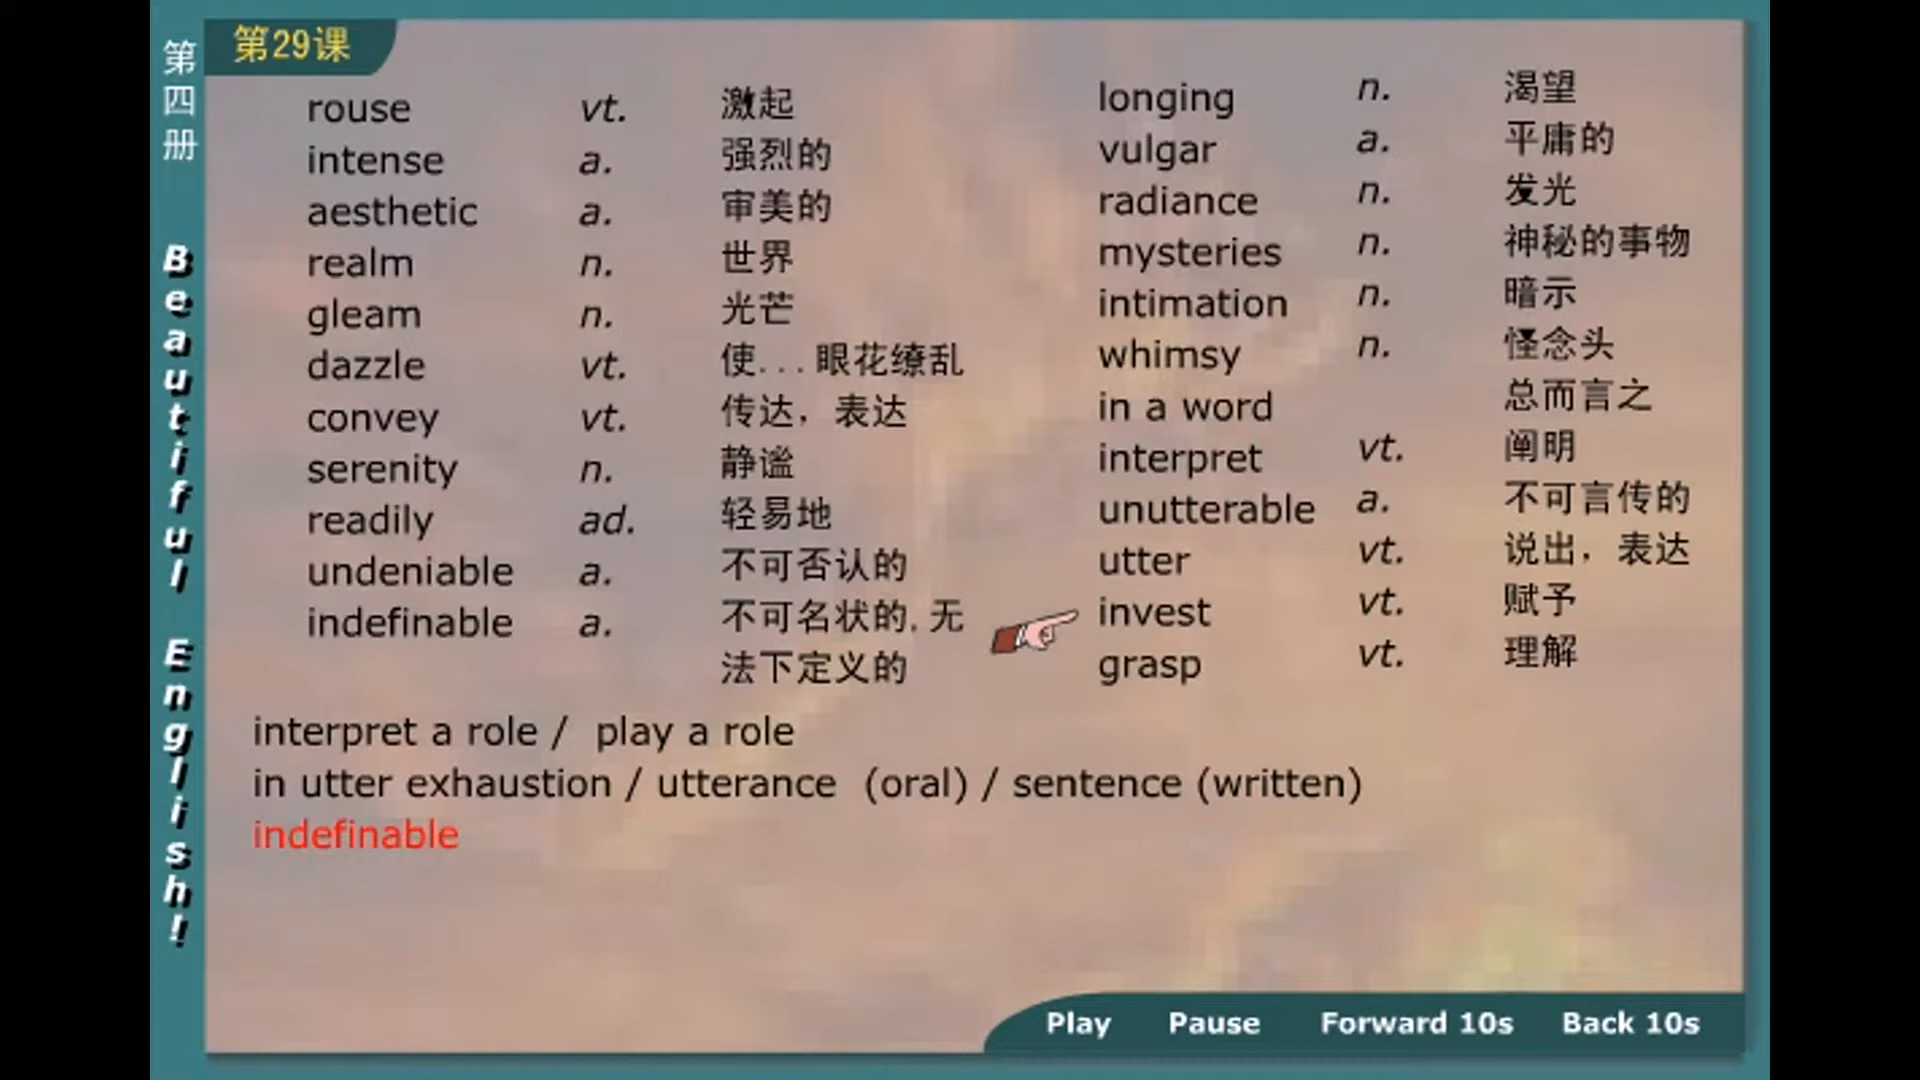 第四册 Beautiful English!
第29课
rouse vt. 激起
intense a. 强烈的
aesthetic a. 审美的
realm n. 世界
gleam n. 光芒
dazzle vt. 使...眼花缭乱
convey vt. 传达，表达
serenity n. 静谧
readily ad. 轻易地
undeniable a. 不可否认的
indefinable a. 不可名状的,无
法下定义的
longing n. 渴望
vulgar a. 平庸的
radiance n. 发光
mysteries n. 神秘的事物
intimation n. 暗示
whimsy n. 怪念头
in a word 总而言之
interpret vt. 阐明
unutterable a. 不可言传的
utter vt. 说出，表达
invest vt. 赋予
grasp vt. 理解
interpret a role / play a role
in utter exhaustion / utterance (oral) / sentence (written)
indefinable
Play Pause Forward 10s Back 10s